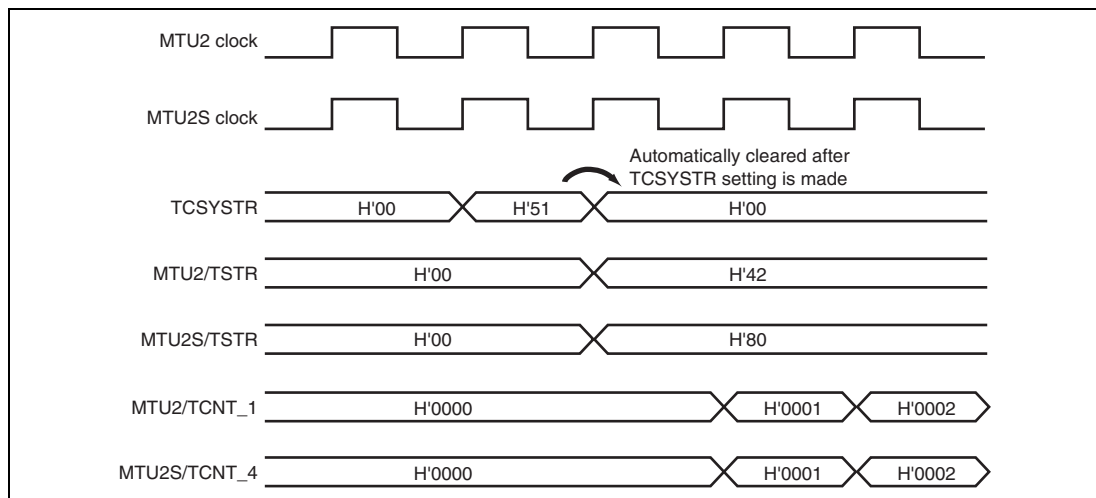 MTU2 clock
MTU2S clock
Automatically cleared after
TCSYSTR setting is made
TCSYSTR H'00 H'51 H'00
MTU2/TSTR H'00 H'42
MTU2S/TSTR H'00 H'80
MTU2/TCNT_1 H'0000 H'0001 H'0002
MTU2S/TCNT_4 H'0000 H'0001 H'0002